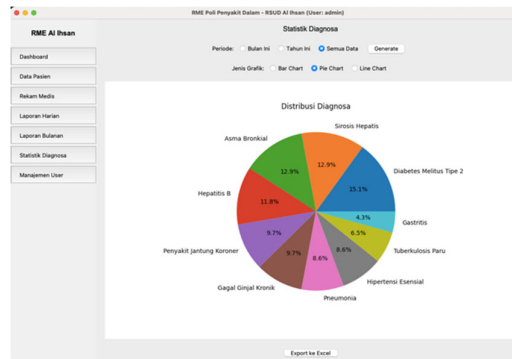 RME Poli Penyakit Dalam - RSUD Al Ihsan (User: admin)
RME Al Ihsan
Dashboard
Data Pasien
Rekam Medis
Laporan Harian
Laporan Bulanan
Statistik Diagnosa
Manajemen User
Statistik Diagnosa
Periode: Bulan Ini Tahun Ini Semua Data Generate
Jenis Grafik: Bar Chart Pie Chart Line Chart
Distribusi Diagnosa
Sirosis Hepatis
Asma Bronkial
12.9%
12.9%
Diabetes Melitus Tipe 2
15.1%
Hepatitis B
11.8%
Gastritis
4.3%
Penyakit Jantung Koroner
9.7%
6.5%
Tuberkulosis Paru
9.7%
8.6%
8.6%
Gagal Ginjal Kronik
Hipertensi Esensial
Pneumonia
Export ke Excel